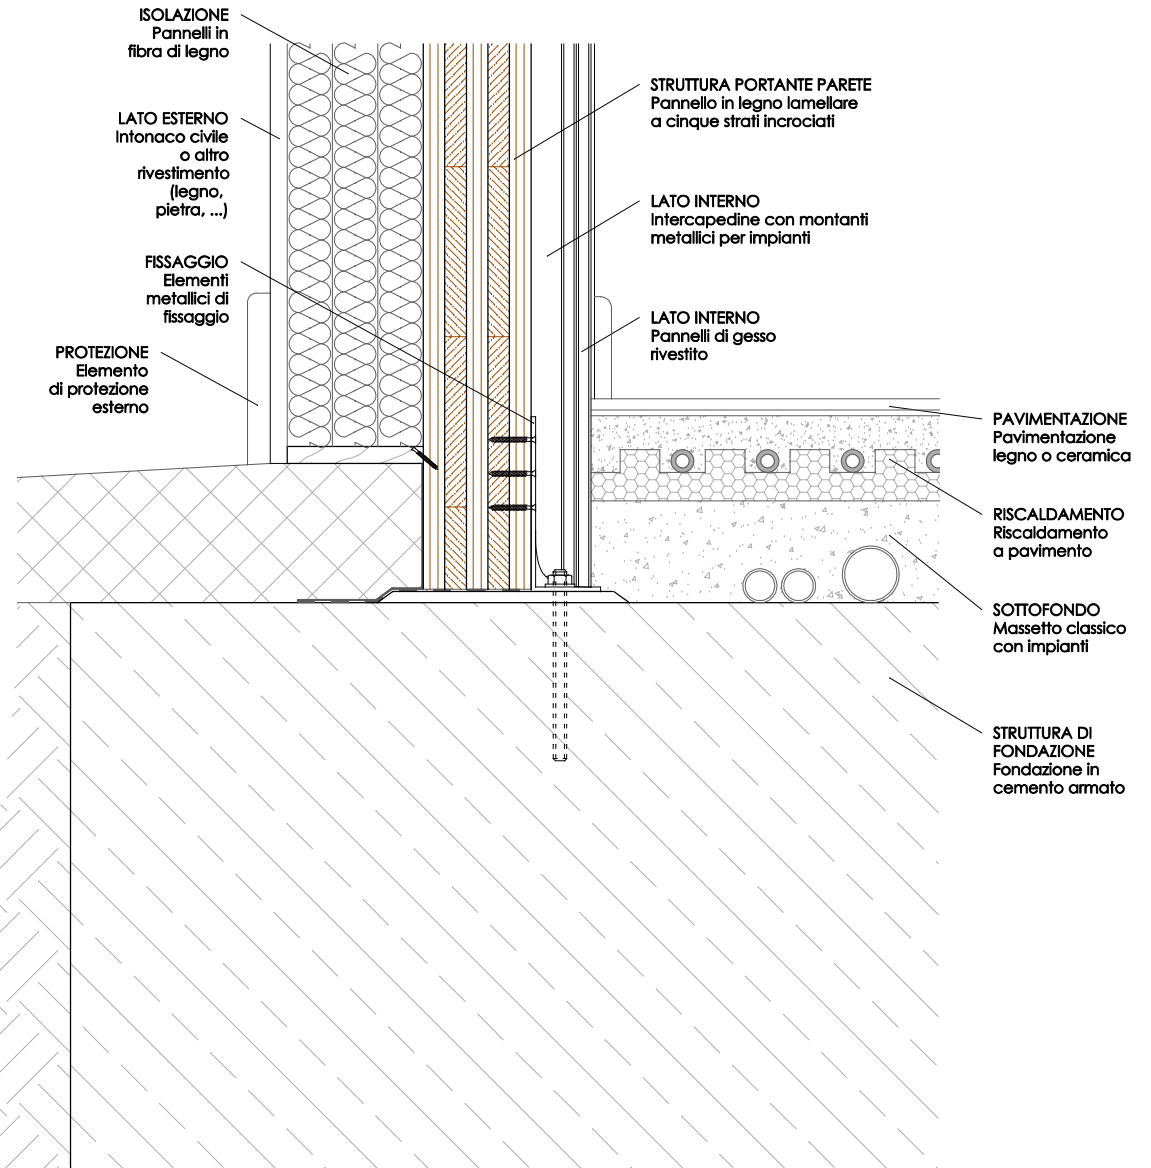 ISOLAZIONE
Pannelli in
fibra di legno
LATO ESTERNO
Intonaco civile
o altro
rivestimento
(legno,
pietra, ...)
FISSAGGIO
Elementi
metallici di
fissaggio
PROTEZIONE
Elemento
di protezione
esterno
STRUTTURA PORTANTE PARETE
Pannello in legno lamellare
a cinque strati incrociati
LATO INTERNO
Intercapedine con montanti
metallici per impianti
LATO INTERNO
Pannelli di gesso
rivestito
PAVIMENTAZIONE
Pavimentazione
legno o ceramica
RISCALDAMENTO
Riscaldamento
a pavimento
SOTTOFONDO
Massetto classico
con impianti
STRUTTURA DI
FONDAZIONE
Fondazione in
cemento armato